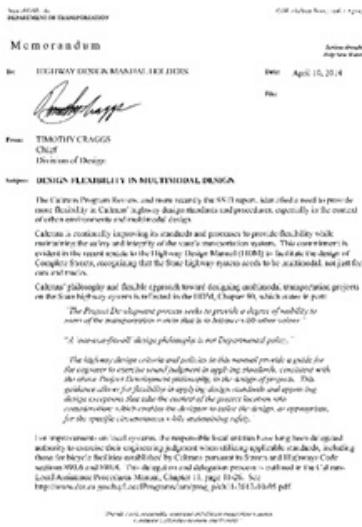 DEPARTMENT OF TRANSPORTATION
Memorandum
To: HIGHWAY DESIGN MANUAL HOLDERS
Date: April 10, 2014
File:
From: TIMOTHY CRAGGS
Chief
Division of Design
Subject: DESIGN FLEXIBILITY IN MULTIMODAL DESIGN
The Caltrans Program Review, and more recently the SSTI report, identified a need to provide
more flexibility in Caltrans' highway design standards and procedures, especially in the context
of urban environments and multimodal design.
Caltrans is continually improving its standards and processes to provide flexibility while
maintaining the safety and integrity of the state's transportation system. This commitment is
evident in the recent update to the Highway Design Manual (HDM) to facilitate the design of
Complete Streets, recognizing that the State highway system needs to be multimodal, not just for
cars and trucks.
Caltrans' philosophy and flexible approach toward designing multimodal transportation projects
on the State highway system is reflected in the HDM, Chapter 80, which states in part:
"The Project Development process seeks to provide a degree of mobility to
users of the transportation system that is in balance with other values."
"A 'one-size-fits-all' design philosophy is not Departmental policy."
"The highway design criteria and policies in this manual provide a guide for
the engineer to exercise sound judgment in applying standards, consistent with
the above Project Development philosophy, in the design of projects. This
guidance allows for flexibility in applying design standards and approving
design exceptions that take the context of the project location into
consideration; which enables the designer to tailor the design, as appropriate,
for the specific circumstances while maintaining safety.
For improvements on local systems, the responsible local entities have long been delegated
authority to exercise their engineering judgment when utilizing applicable standards, including
those for bicycle facilities established by Caltrans pursuant to Streets and Highways Code
sections 890.6 and 890.8. This delegation and delegation process is outlined in the Caltrans
Local Assistance Procedures Manual, Chapter 11, page 11-26. See